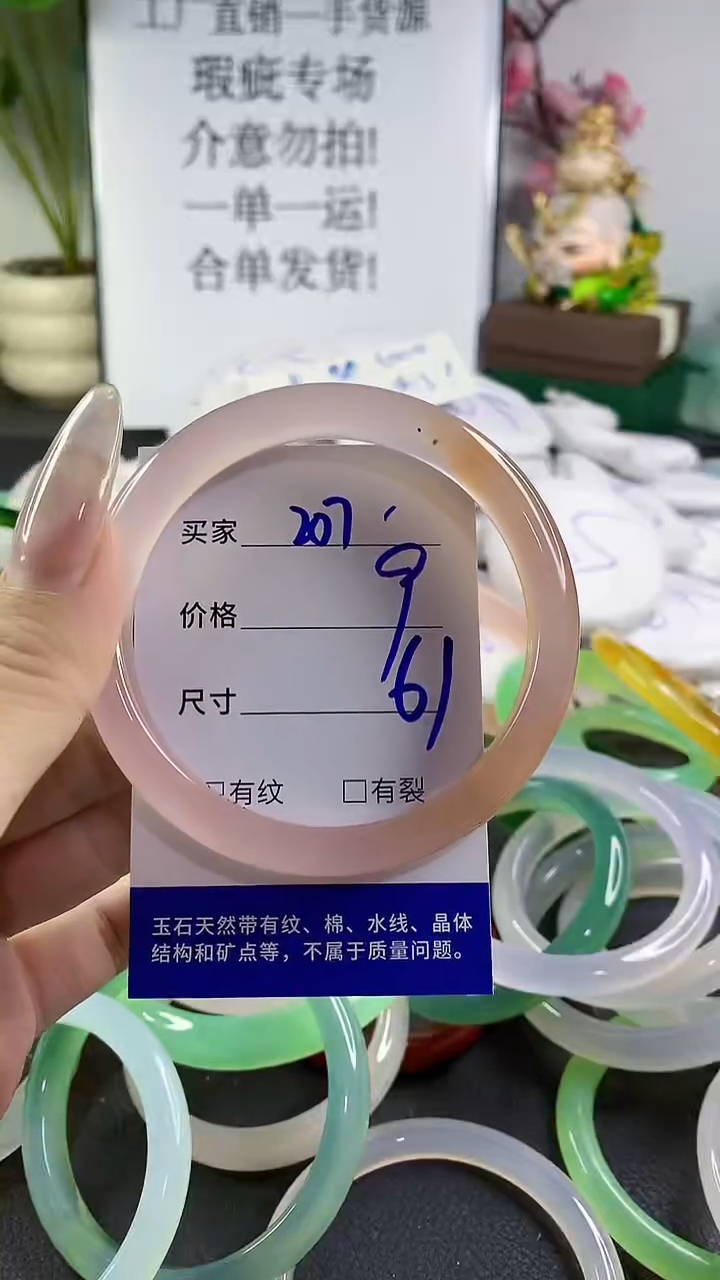 工厂直销一手货源
瑕疵专场
介意勿拍!
一单一运!
合单发货!
买家 207
价格 9
尺寸 61
□有纹 □有裂
玉石天然带有纹、棉、水线、晶体
结构和矿点等，不属于质量问题。